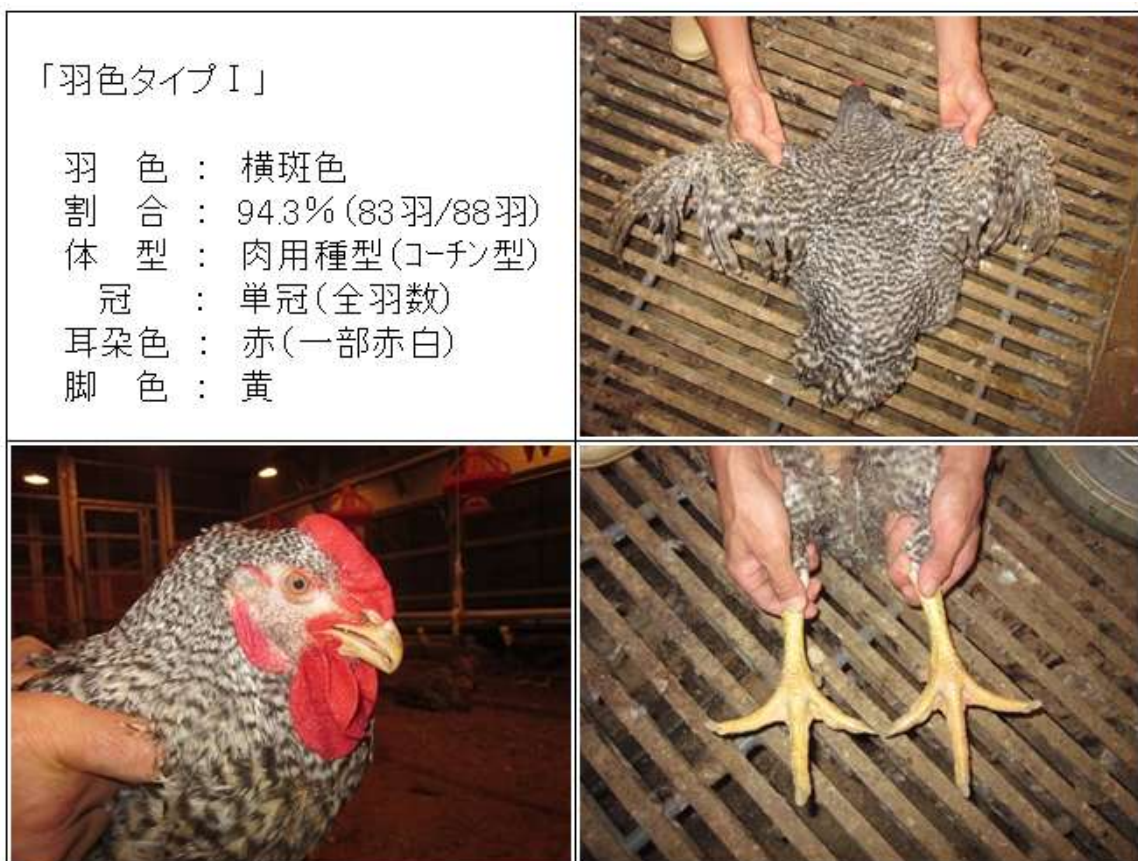 「羽色タイプⅠ」
羽 色 : 横斑色
割 合 : 94.3%(83羽/88羽)
体 型 : 肉用種型(コーチン型)
冠 : 単冠(全羽数)
耳朶色 : 赤(一部赤白)
脚 色 : 黄